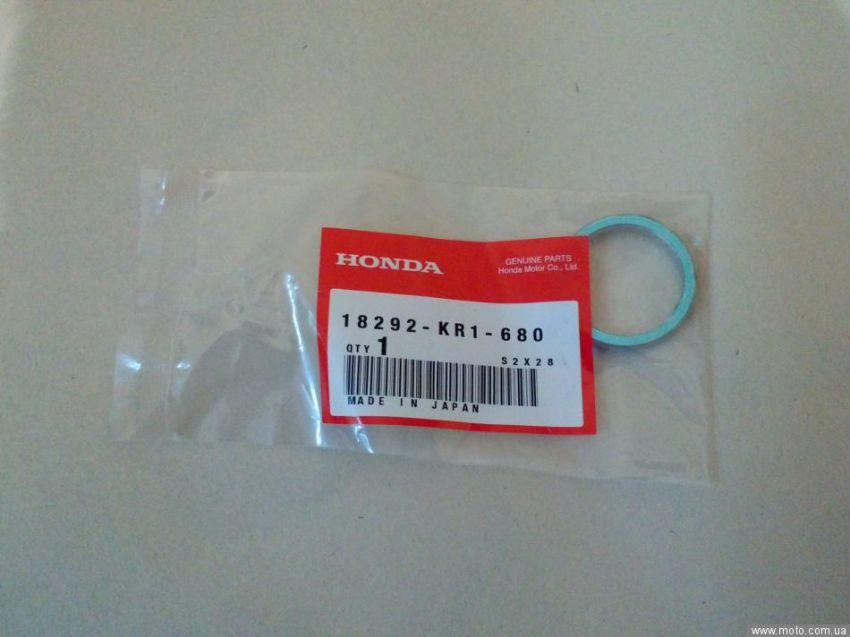 HONDA
GENUINE PARTS
Honda Motor Co., Ltd.
18292-KR1-680
QTY 1
S2X28
MADE IN JAPAN
www.moto.com.ua